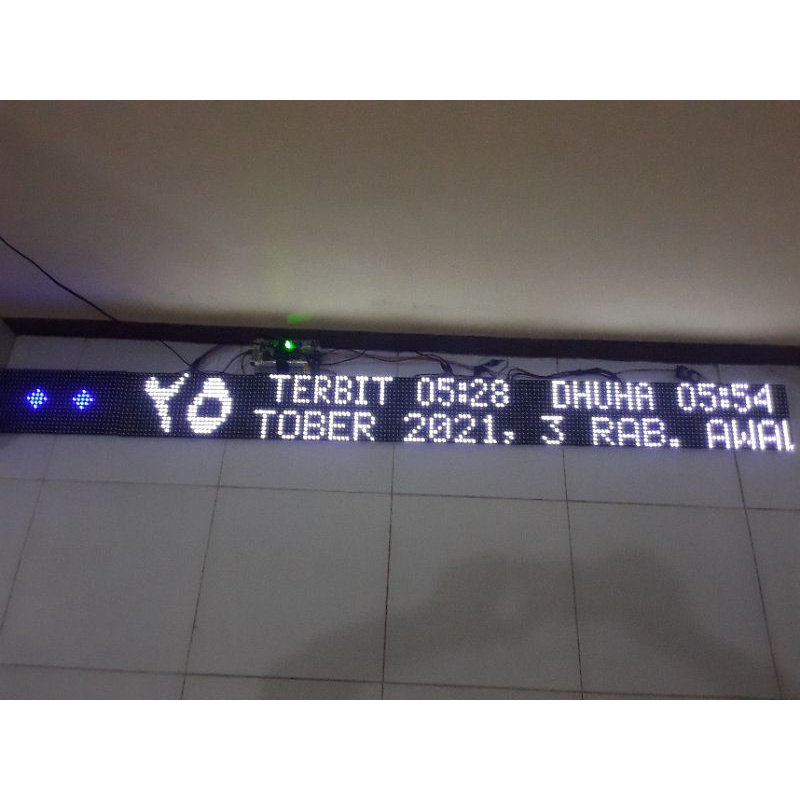 TERBIT 05:28 DHUHA 05:54
TOBER 2021, 3 RAB. AWAL